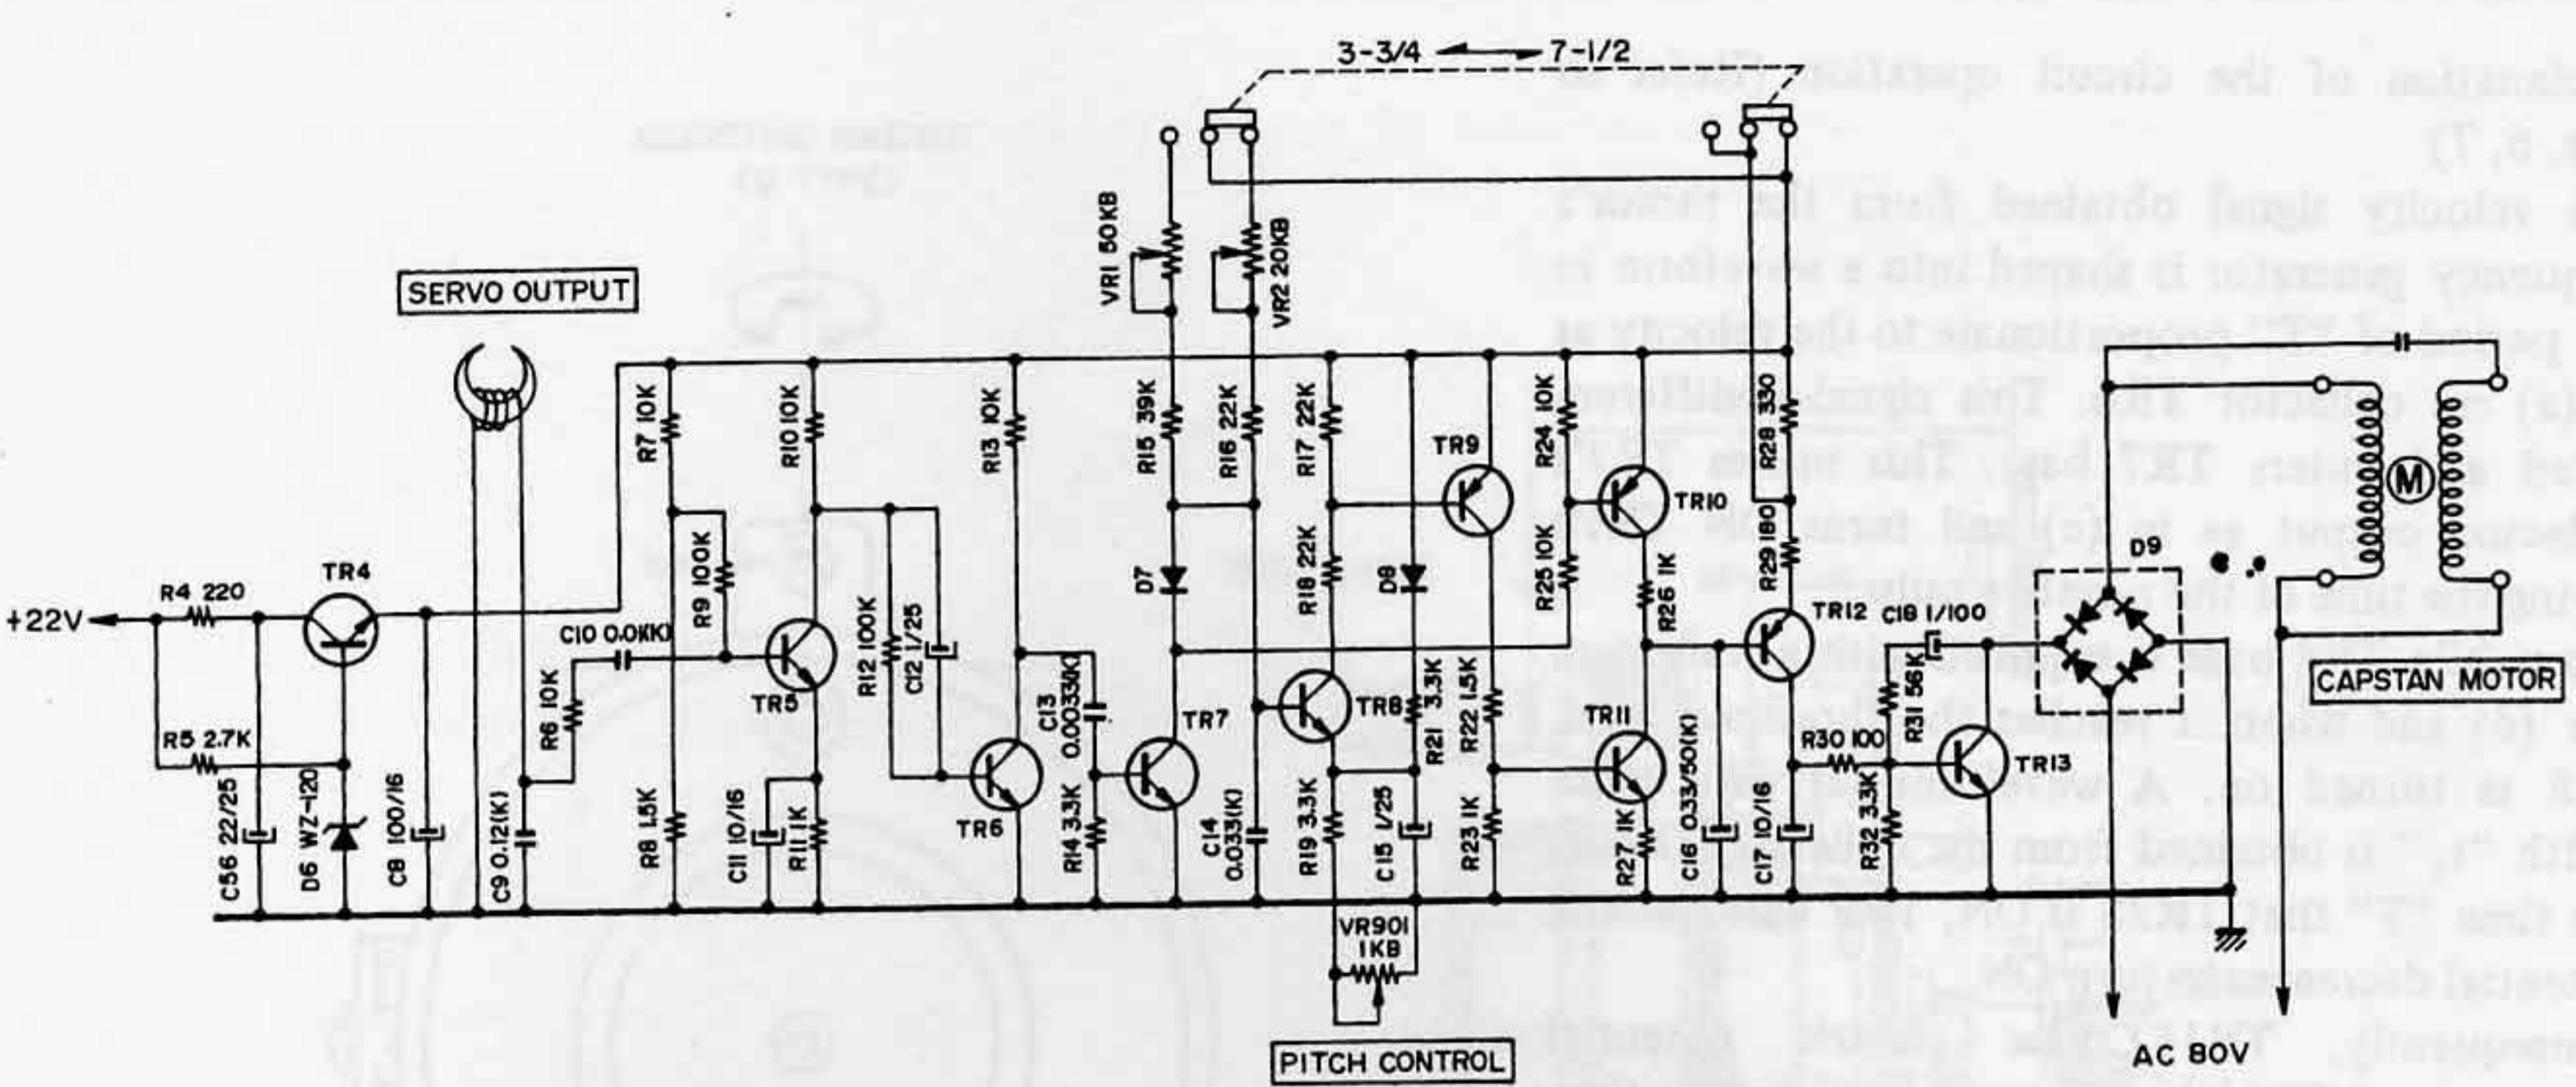 3-3/4 7-1/2
SERVO OUTPUT
+22V
R4 220
TR4
R5 2.7K
C56 22/25
D6 WZ-120
C8 100/16
C9 0.12(K)
R6 10K
C10 0.01(K)
R7 10K
R9 100K
R8 1.5K
R10 10K
TR5
C11 10/16
R11 1K
R12 100K
C12 1/25
R13 10K
TR6
C13 0.0033(K)
R14 3.3K
VR1 50KB
VR2 20KB
R15 39K
R16 22K
D7
TR7
C14 0.033(K)
R17 22K
R18 22K
TR8
R19 3.3K
D8
R21 3.3K
C15 1/25
VR901
1KB
PITCH CONTROL
TR9
R22 1.5K
R23 1K
R24 10K
R25 10K
TR10
R26 1K
TR11
R27 1K
C16 0.33/50(K)
R28 330
R29 180
TR12
C17 10/16
R30 100
C18 1/100
R31 56K
R32 3.3K
TR13
D9
M
CAPSTAN MOTOR
AC 80V